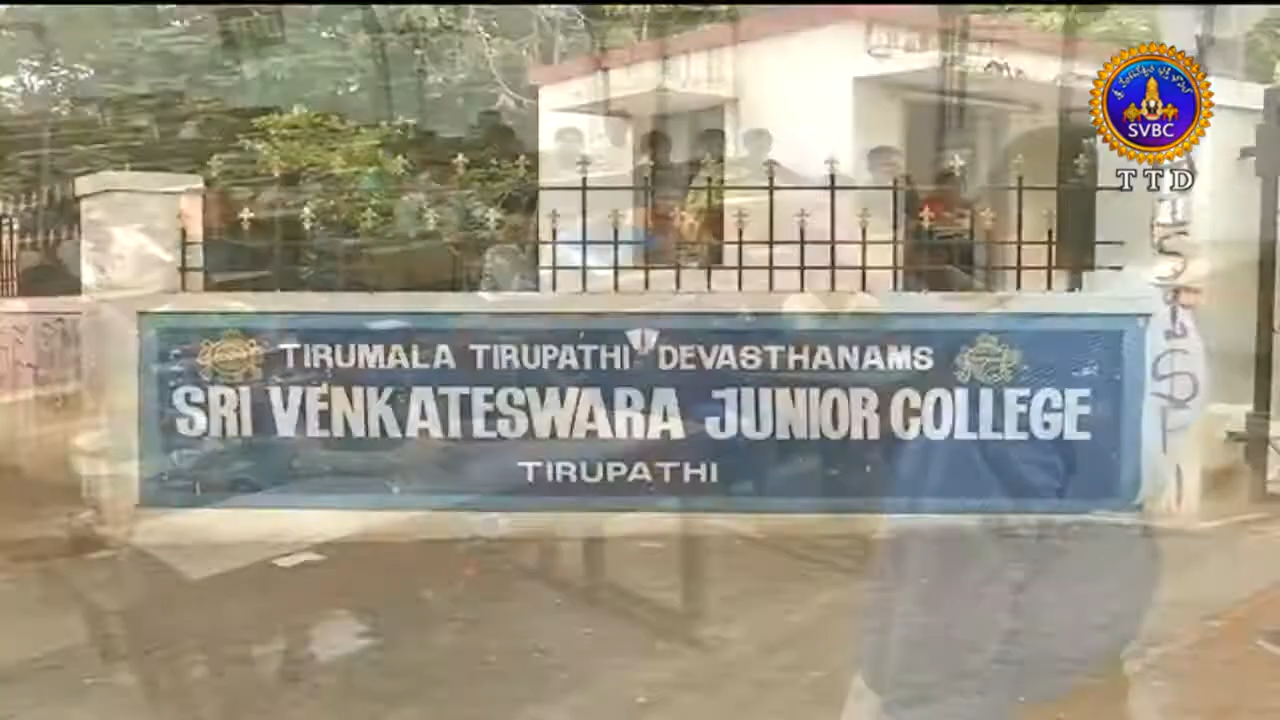 SVBC
TTD
TIRUMALA TIRUPATHI DEVASTHANAMS
SRI VENKATESWARA JUNIOR COLLEGE
TIRUPATHI